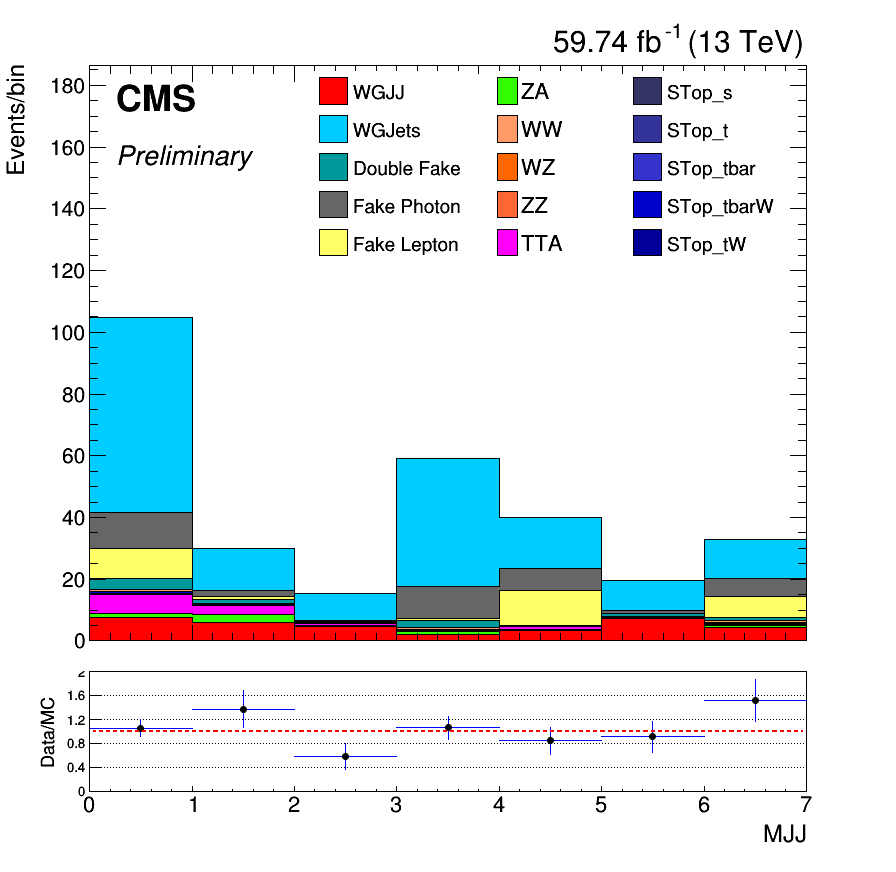 59.74 fb-1 (13 TeV)
Events/bin
CMS
Preliminary
WGJJ
WGJets
Double Fake
Fake Photon
Fake Lepton
ZA
WW
WZ
ZZ
TTA
STop_s
STop_t
STop_tbar
STop_tbarW
STop_tW
180
160
140
120
100
80
60
40
20
0
Data/MC
2
1.6
1.2
0.8
0.4
0
0 1 2 3 4 5 6 7
MJJ